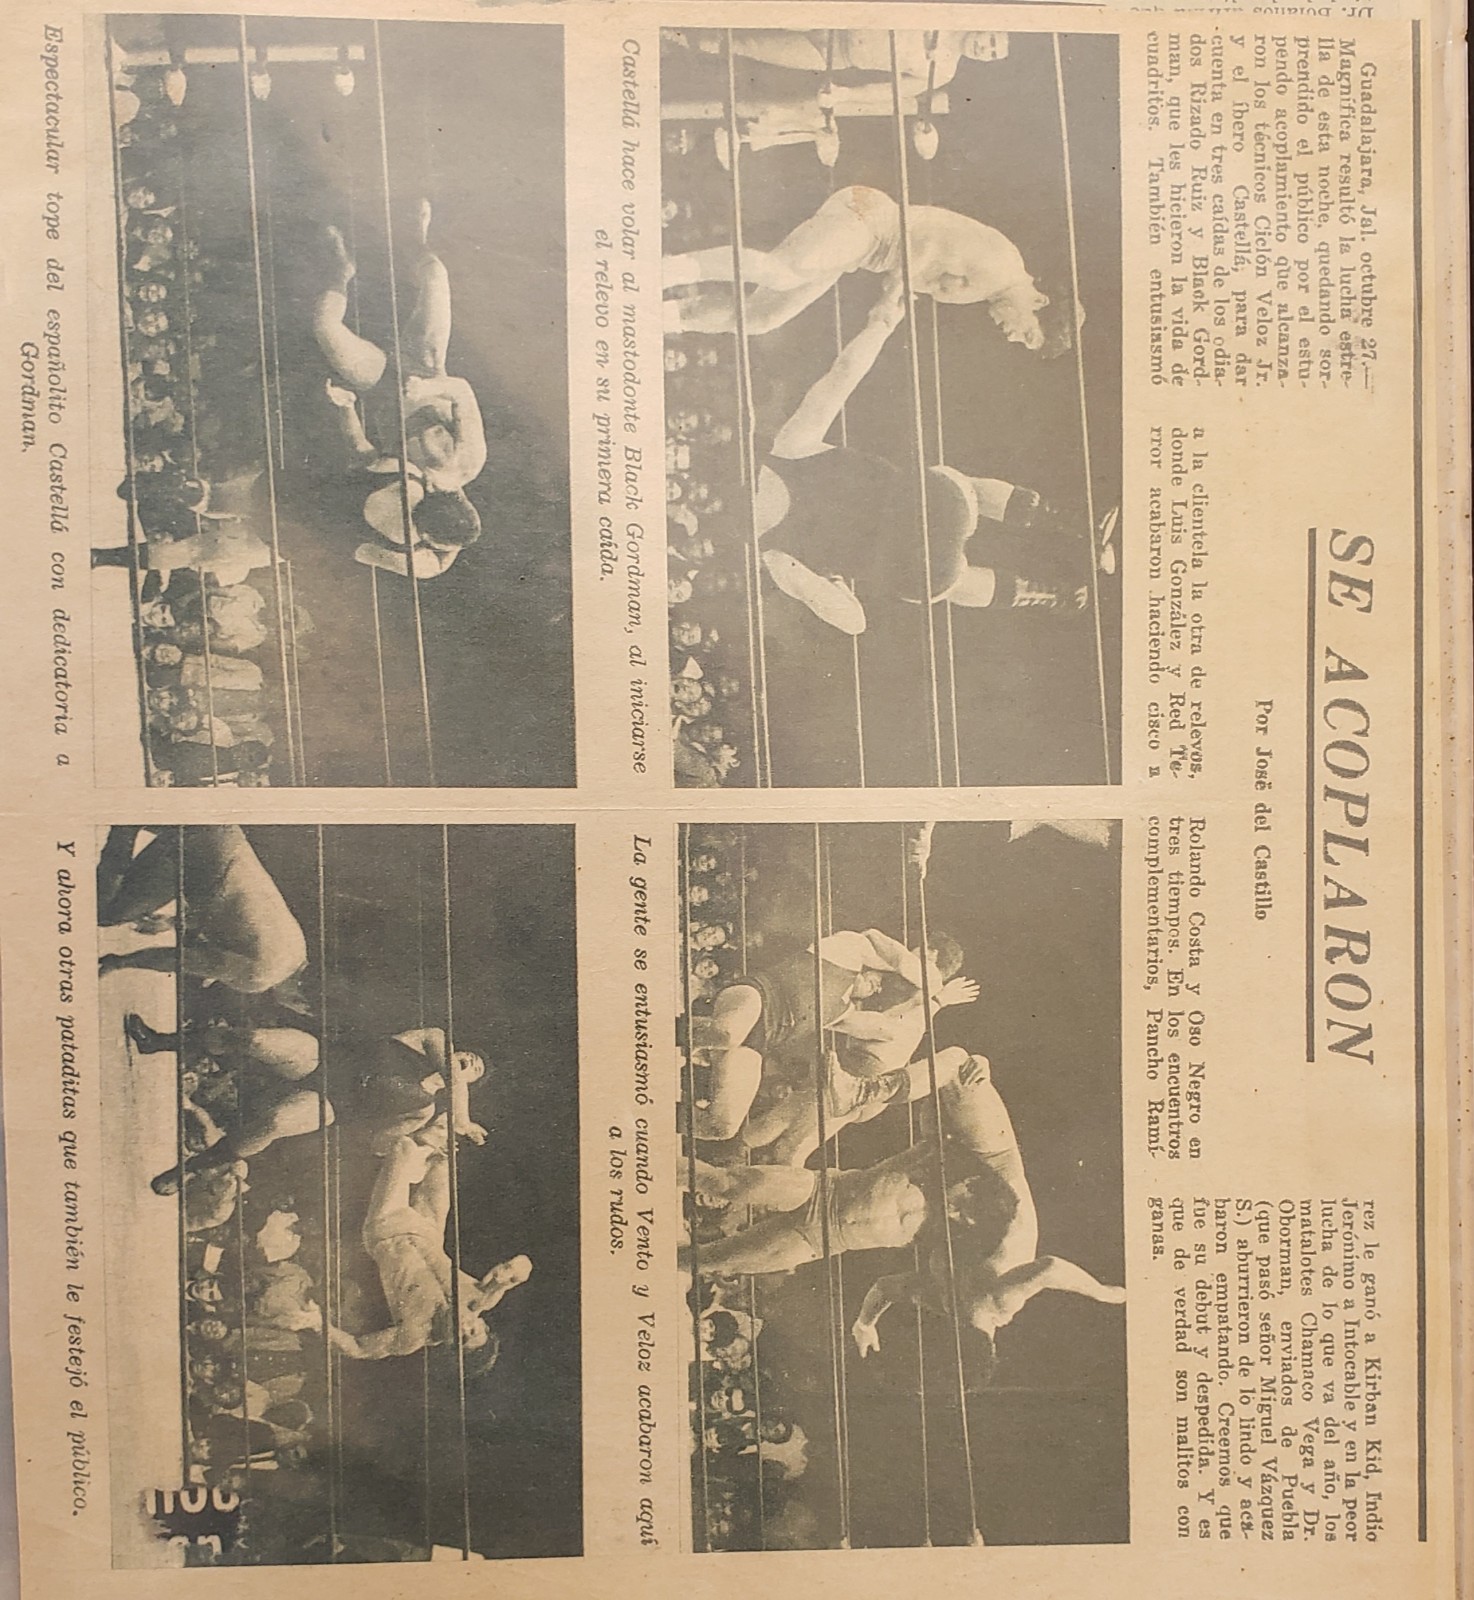 SE ACOPLARON
Por José del Castillo
Guadalajara, Jal. octubre 27.—
Magnífica resultó la lucha estre-
lla de esta noche, quedando sor-
prendido el público por el estu-
pendo acoplamiento que alcanza-
ron los técnicos Ciclón Veloz Jr.
y el íbero Castellá; para dar
cuenta en tres caídas de los odia-
dos Rizado Ruiz y Black Gord-
man, que les hicieron la vida de
cuadritos. También entusiasmó
a la clientela la otra de relevos,
donde Luis González y Red Te-
rror acabaron haciendo cisco a
Rolando Costa y Oso Negro en
tres tiempos. En los encuentros
complementarios, Pancho Ramí-
rez le ganó a Kirban Kid, Indio
Jerónimo a Intocable y en la peor
lucha de lo que va del año, los
matalotes Chamaco Vega y Dr.
Oborman, enviados de Puebla
(que pasó señor Miguel Vázquez
S.) aburrieron de lo lindo y aca-
baron empatando. Creemos que
fue su debut y despedida. Y es
que de verdad son malitos con
ganas.
Castellá hace volar al mastodonte Black Gordman, al iniciarse
el relevo en su primera caída.
La gente se entusiasmó cuando Vento y Veloz acabaron aquí
a los rudos.
Espectacular tope del españolito Castellá con dedicatoria a
Gordman.
Y ahora otras pataditas que también le festejó el público.